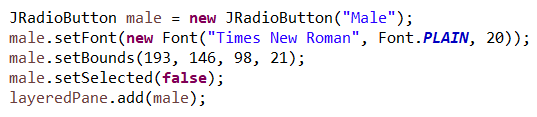 JRadioButton male = new JRadioButton("Male");
male.setFont(new Font("Times New Roman", Font.PLAIN, 20));
male.setBounds(193, 146, 98, 21);
male.setSelected(false);
layeredPane.add(male);